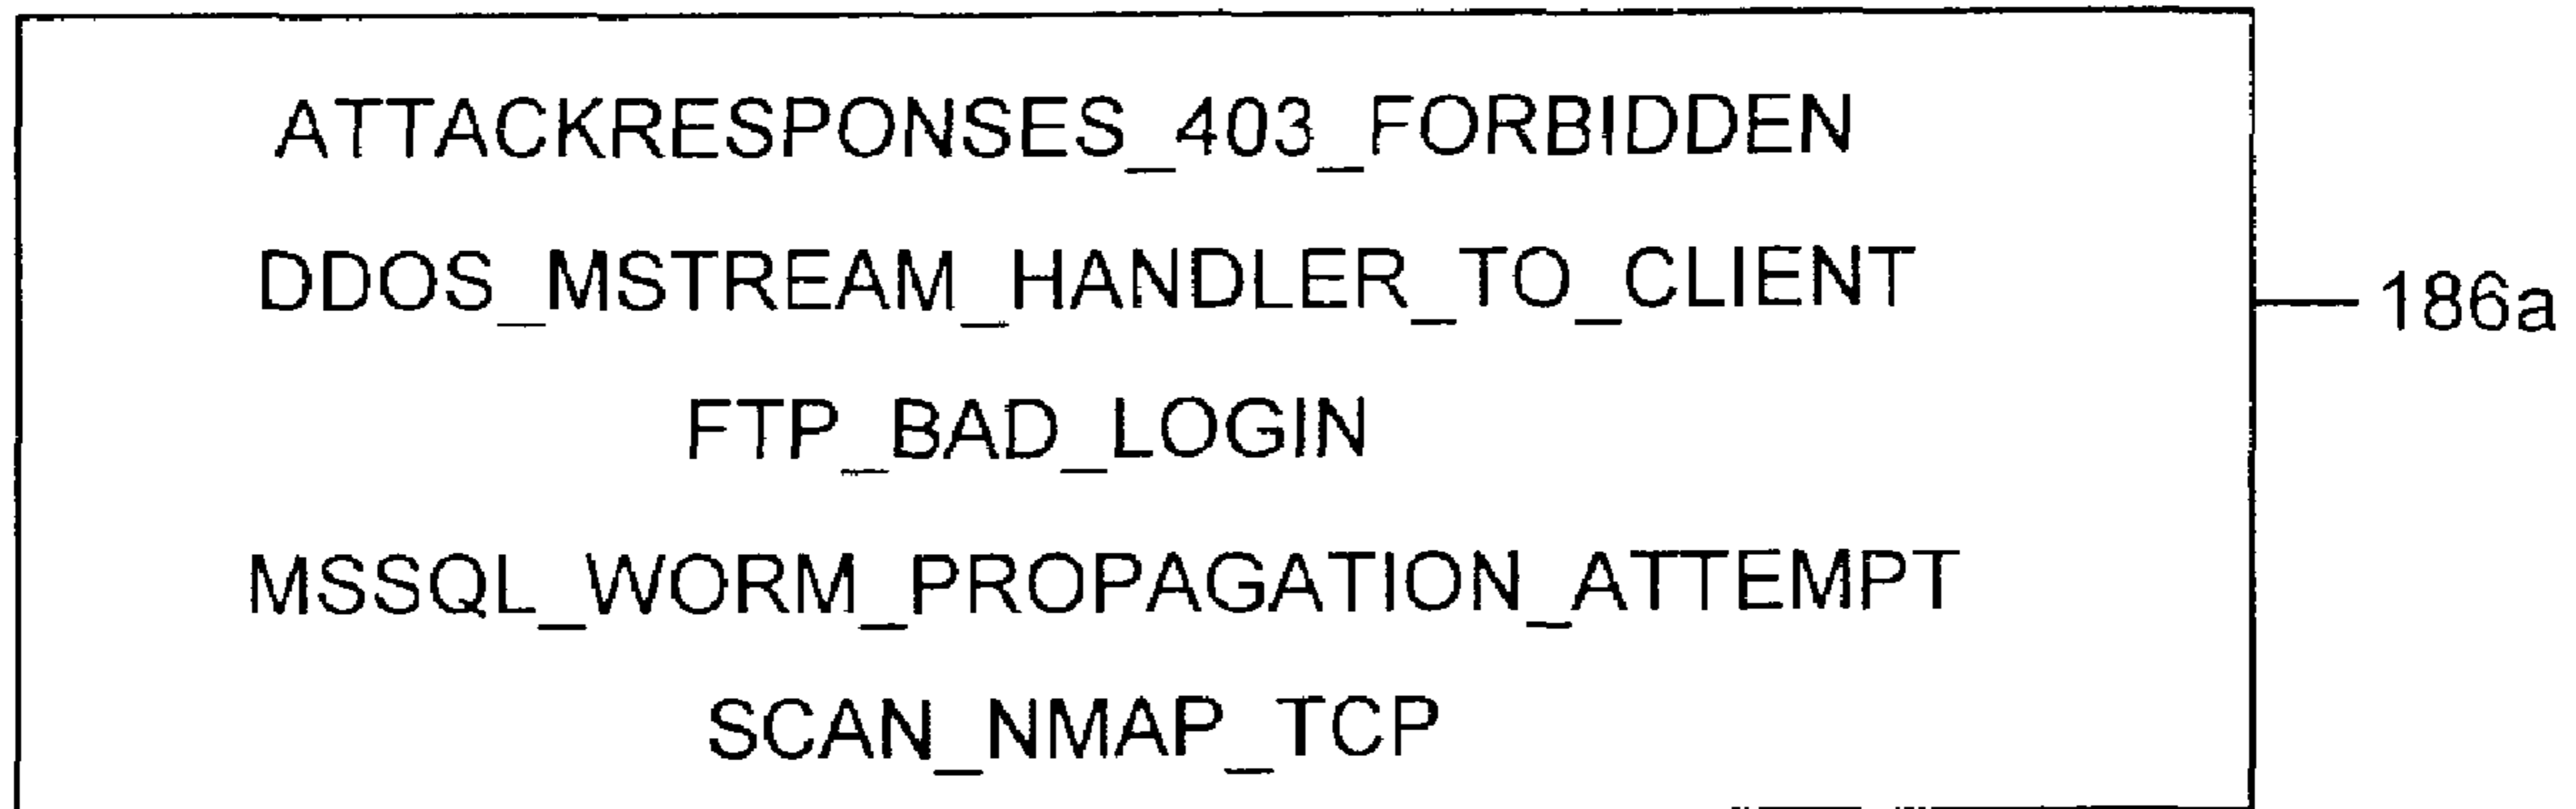 ATTACKRESPONSES_403_FORBIDDEN
DDOS_MSTREAM_HANDLER_TO_CLIENT
186a
FTP_BAD_LOGIN
MSSQL_WORM_PROPAGATION_ATTEMPT
SCAN_NMAP_TCP